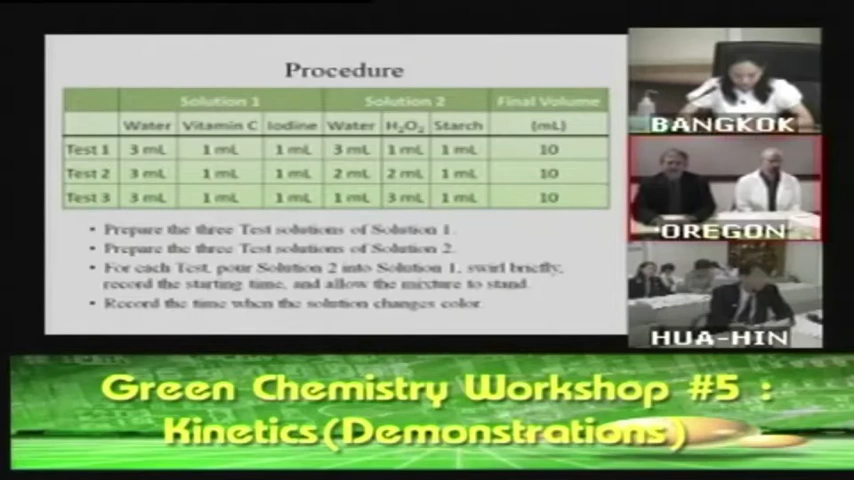 Procedure
Solution 1 Solution 2 Final Volume
Water Vitamin C Iodine Water H₂O₂ Starch (mL)
Test 1 3 mL 1 mL 1 mL 3 mL 1 mL 1 mL 10
Test 2 3 mL 1 mL 1 mL 2 mL 2 mL 1 mL 10
Test 3 3 mL 1 mL 1 mL 1 mL 3 mL 1 mL 10
• Prepare the three Test solutions of Solution 1.
• Prepare the three Test solutions of Solution 2.
• For each Test, pour Solution 2 into Solution 1, swirl briefly,
record the starting time, and allow the mixture to stand.
• Record the time when the solution changes color.
BANGKOK
OREGON
HUA-HIN
Green Chemistry Workshop #5 :
Kinetics(Demonstrations)